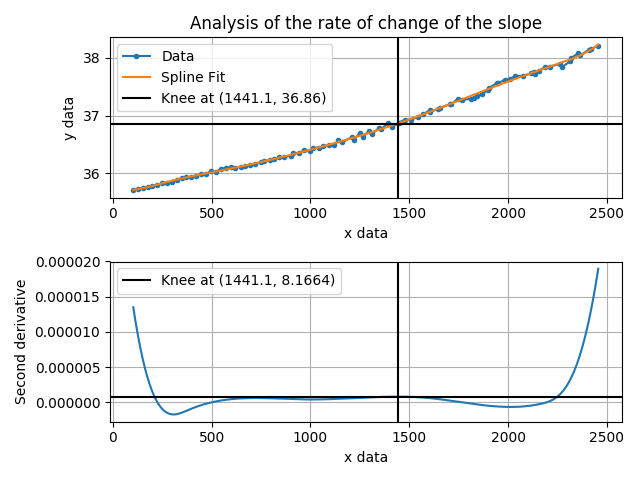 Analysis of the rate of change of the slope
Data
Spline Fit
Knee at (1441.1, 36.86)
38
37
36
y data
0 500 1000 1500 2000 2500
x data
Knee at (1441.1, 8.1664)
0.000020
0.000015
0.000010
0.000005
0.000000
Second derivative
0 500 1000 1500 2000 2500
x data